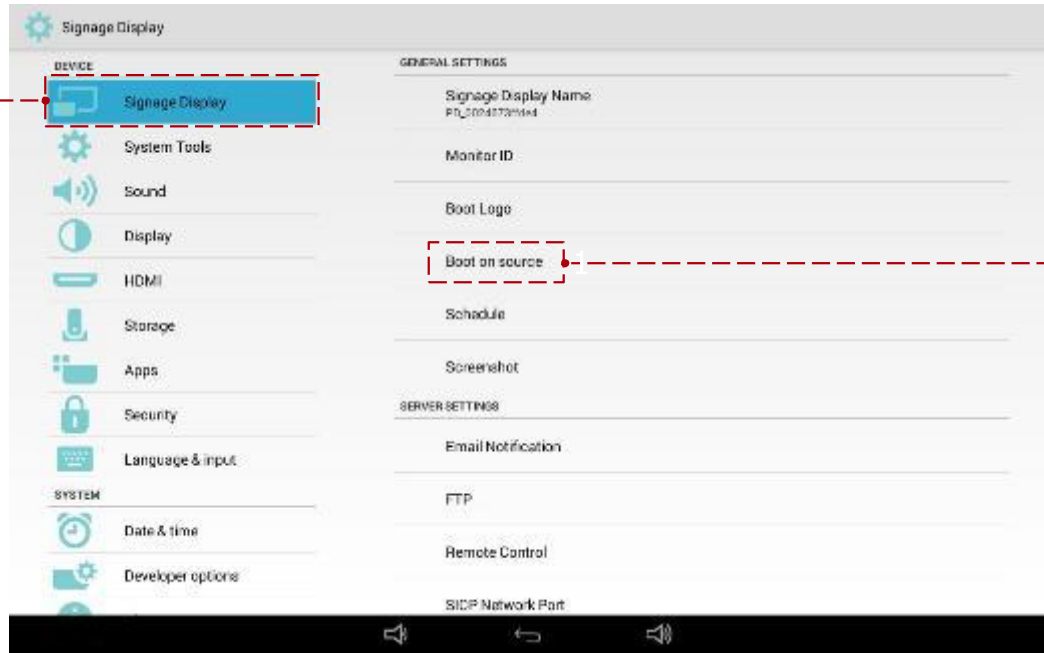 Signage Display
DEVICE
Signage Display
System Tools
Sound
Display
HDMI
Storage
Apps
Security
Language & input
SYSTEM
Date & time
Developer options
GENERAL SETTINGS
Signage Display Name
Monitor ID
Boot Logo
Boot on source
1
Schedule
Screenshot
SERVER SETTINGS
Email Notification
FTP
Remote Control
SICP Network Port